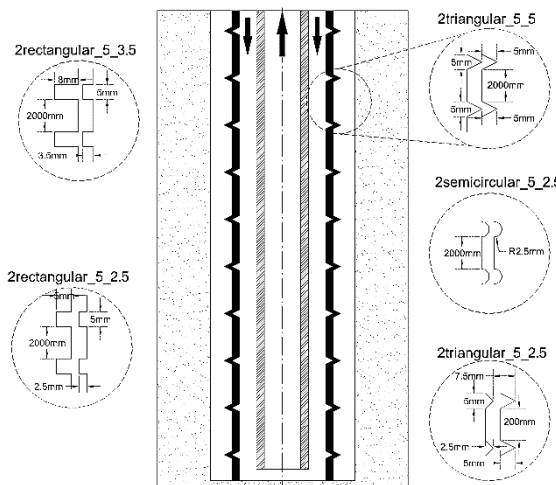 2rectangular_5_3.5
8mm
5mm
2000mm
3.5mm
2rectangular_5_2.5
5mm
5mm
2000mm
2.5mm
2triangular_5_5
5mm
5mm
2000mm
5mm
5mm
2semicircular_5_2.5
2000mm
R2.5mm
2triangular_5_2.5
7.5mm
5mm
200mm
2.5mm
5mm